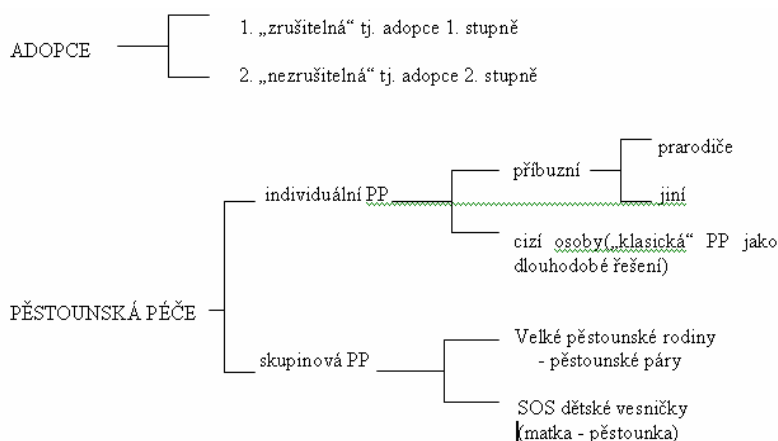 ADOPCE
1. „zrušitelná“ tj. adopce 1. stupně
2. „nezrušitelná“ tj. adopce 2. stupně
PĚSTOUNSKÁ PÉČE
individuální PP
příbuzní
prarodiče
jiní
cizí osoby(„klasická“ PP jako
dlouhodobé řešení)
skupinová PP
Velké pěstounské rodiny
- pěstounské páry
SOS dětské vesničky
(matka - pěstounka)